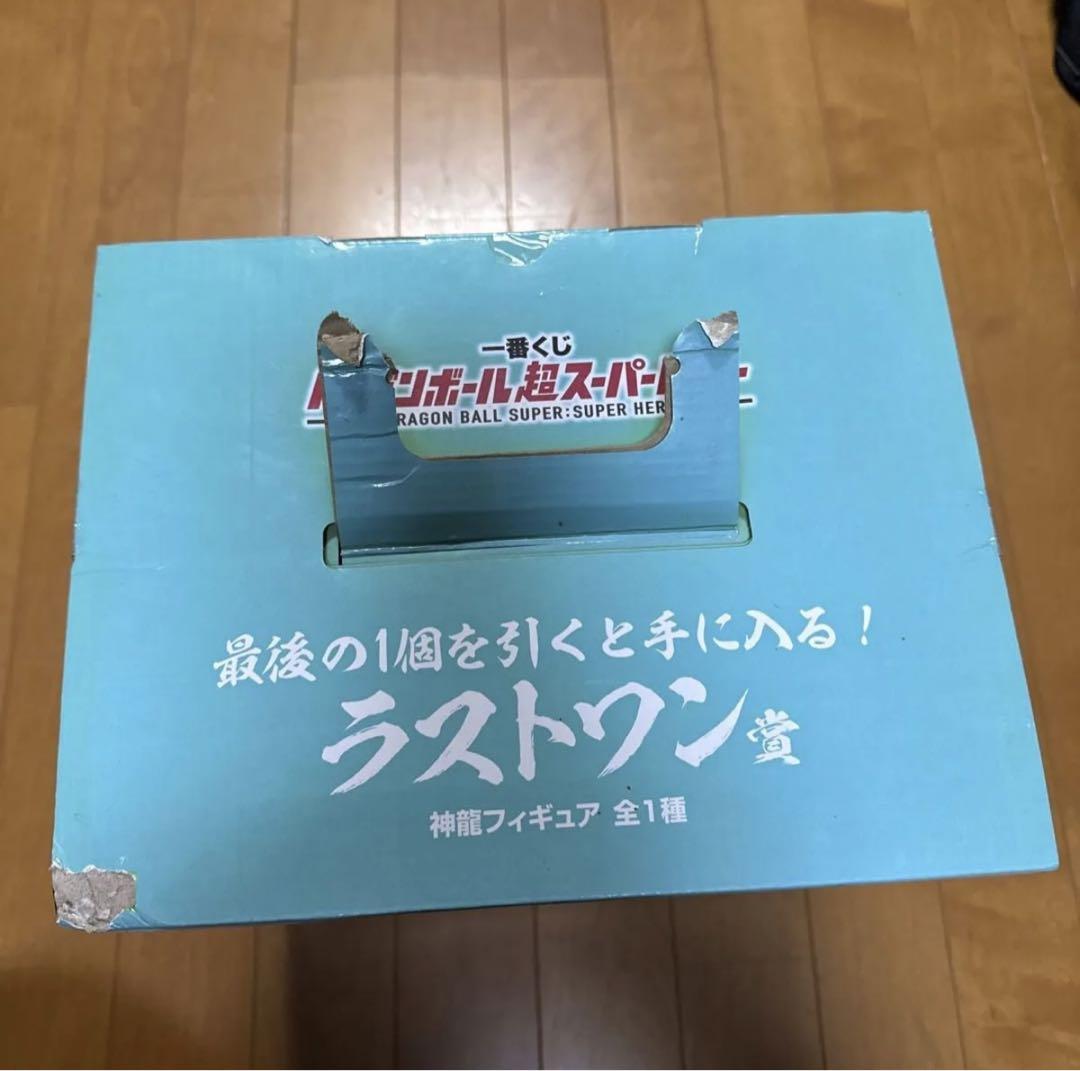 一番くじ
ンボール 超スーパー
RAGON BALL SUPER:SUPER HER
最後の1個を引くと手に入る!
ラストワン賞
神龍フィギュア 全1種